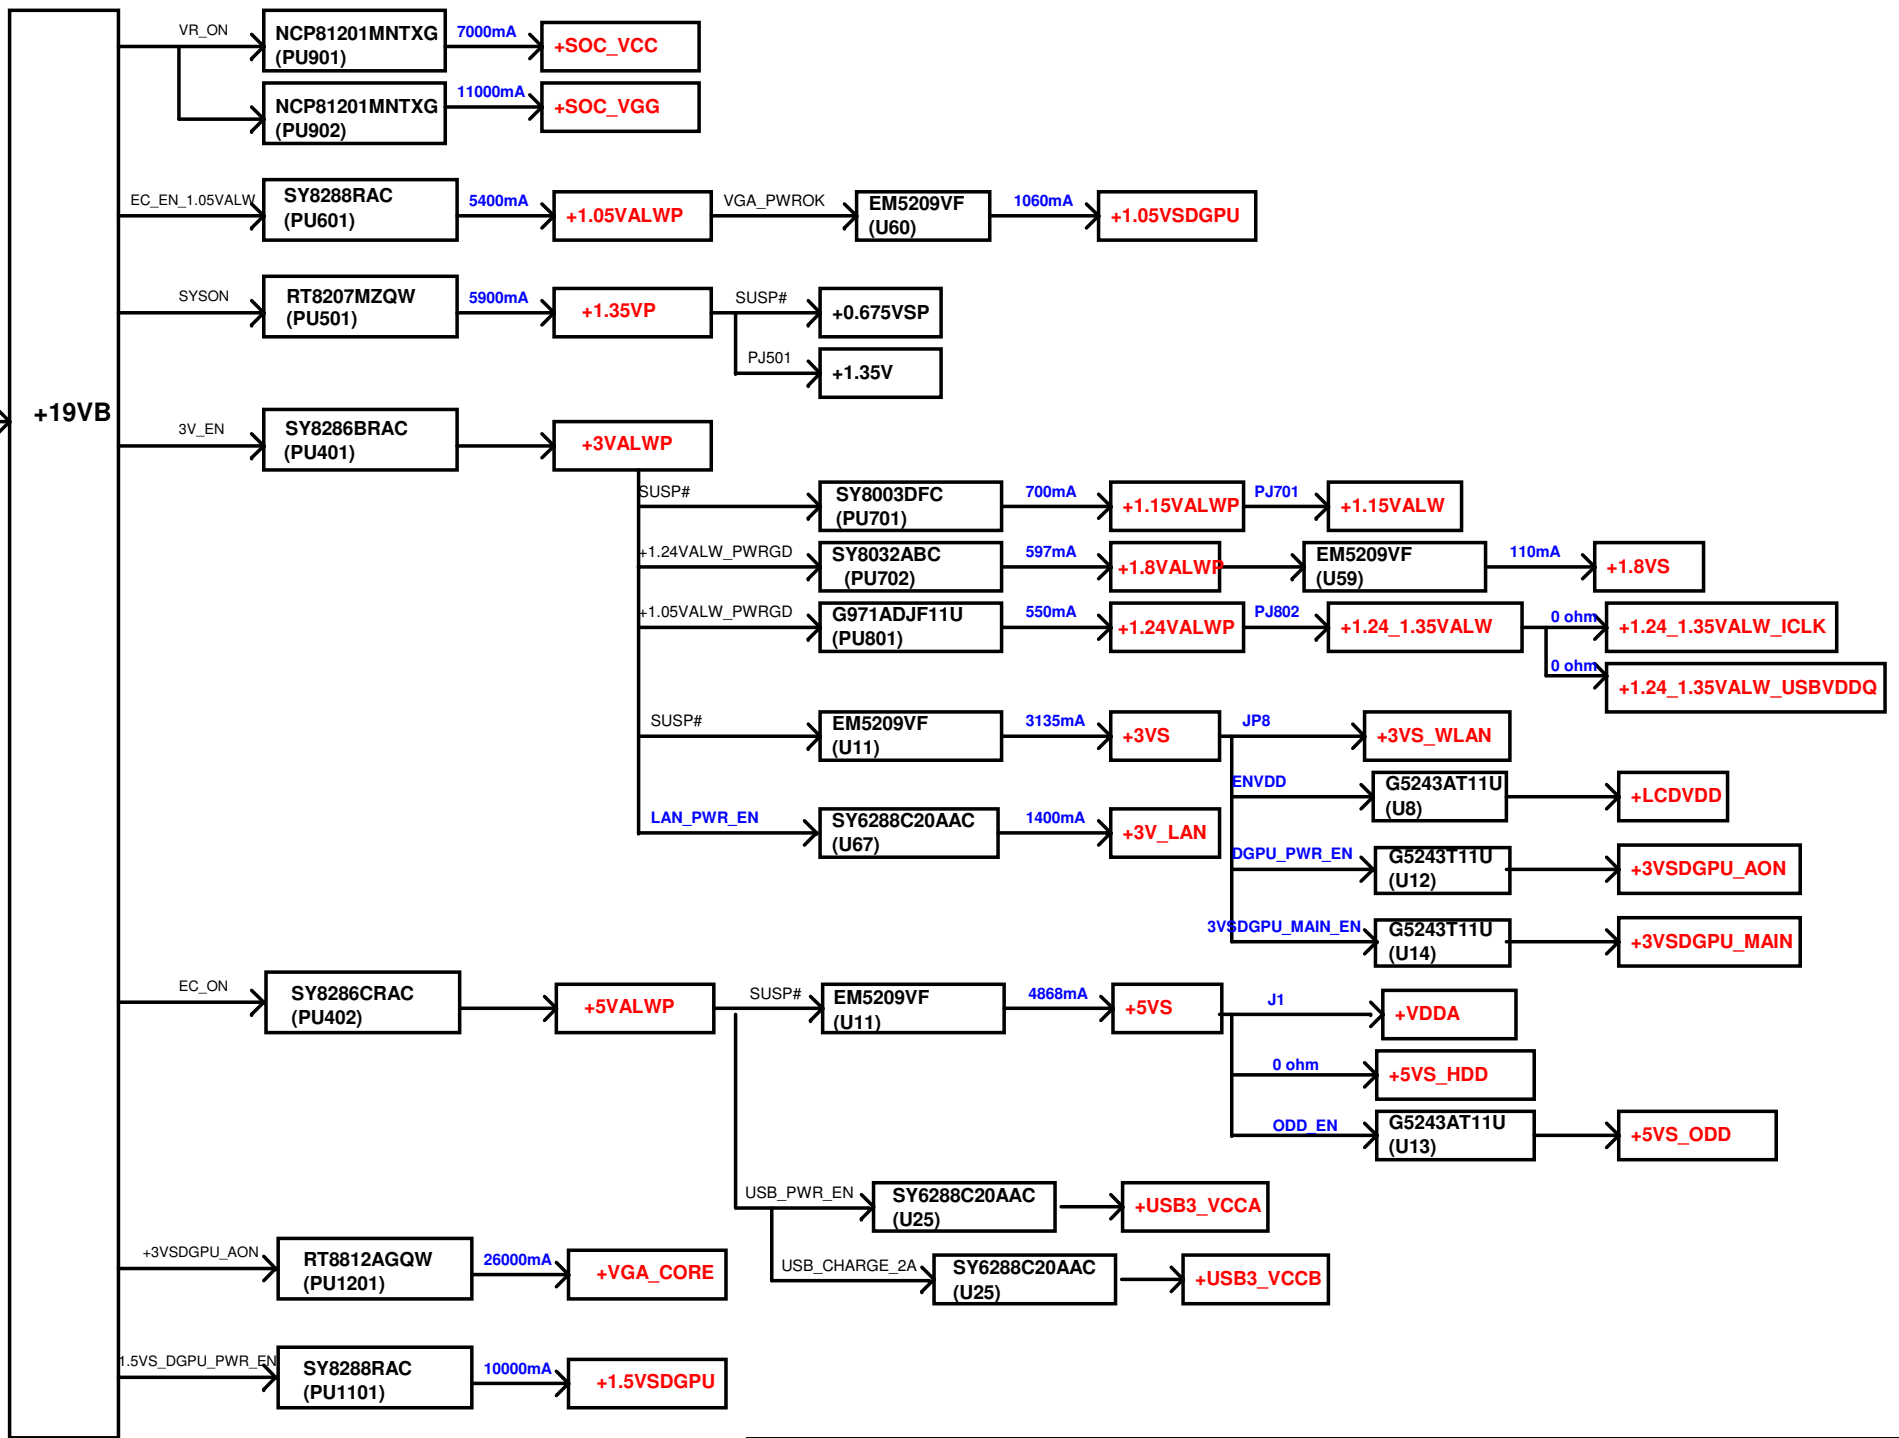 +19VB
VR_ON
NCP81201MNTXG
(PU901)
7000mA
+SOC_VCC
NCP81201MNTXG
(PU902)
11000mA
+SOC_VGG
EC_EN_1.05VALW
SY8288RAC
(PU601)
5400mA
+1.05VALWP
VGA_PWROK
EM5209VF
(U60)
1060mA
+1.05VSDGPU
SYSON
RT8207MZQW
(PU501)
5900mA
+1.35VP
SUSP#
+0.675VSP
PJ501
+1.35V
3V_EN
SY8286BRAC
(PU401)
+3VALWP
SUSP#
SY8003DFC
(PU701)
700mA
+1.15VALWP
PJ701
+1.15VALW
+1.24VALW_PWRGD
SY8032ABC
(PU702)
597mA
+1.8VALWP
EM5209VF
(U59)
110mA
+1.8VS
+1.05VALW_PWRGD
G971ADJF11U
(PU801)
550mA
+1.24VALWP
PJ802
+1.24_1.35VALW
0 ohm
+1.24_1.35VALW_ICLK
0 ohm
+1.24_1.35VALW_USBVDDQ
SUSP#
EM5209VF
(U11)
3135mA
+3VS
JP8
+3VS_WLAN
ENVDD
G5243AT11U
(U8)
+LCDVDD
LAN_PWR_EN
SY6288C20AAC
(U67)
1400mA
+3V_LAN
DGPU_PWR_EN
G5243T11U
(U12)
+3VSDGPU_AON
3VSDGPU_MAIN_EN
G5243T11U
(U14)
+3VSDGPU_MAIN
EC_ON
SY8286CRAC
(PU402)
+5VALWP
SUSP#
EM5209VF
(U11)
4868mA
+5VS
J1
+VDDA
0 ohm
+5VS_HDD
ODD_EN
G5243AT11U
(U13)
+5VS_ODD
USB_PWR_EN
SY6288C20AAC
(U25)
+USB3_VCCA
USB_CHARGE_2A
SY6288C20AAC
(U25)
+USB3_VCCB
+3VSDGPU_AON
RT8812AGQW
(PU1201)
26000mA
+VGA_CORE
1.5VS_DGPU_PWR_EN
SY8288RAC
(PU1101)
10000mA
+1.5VSDGPU